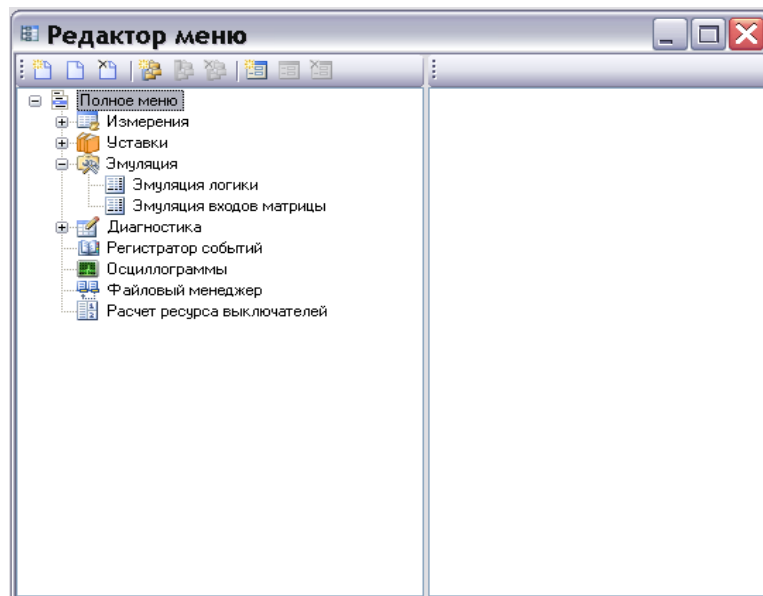 Редактор меню
Полное меню
Измерения
Уставки
Эмуляция
Эмуляция логики
Эмуляция входов матрицы
Диагностика
Регистратор событий
Осциллограммы
Файловый менеджер
Расчет ресурса выключателей